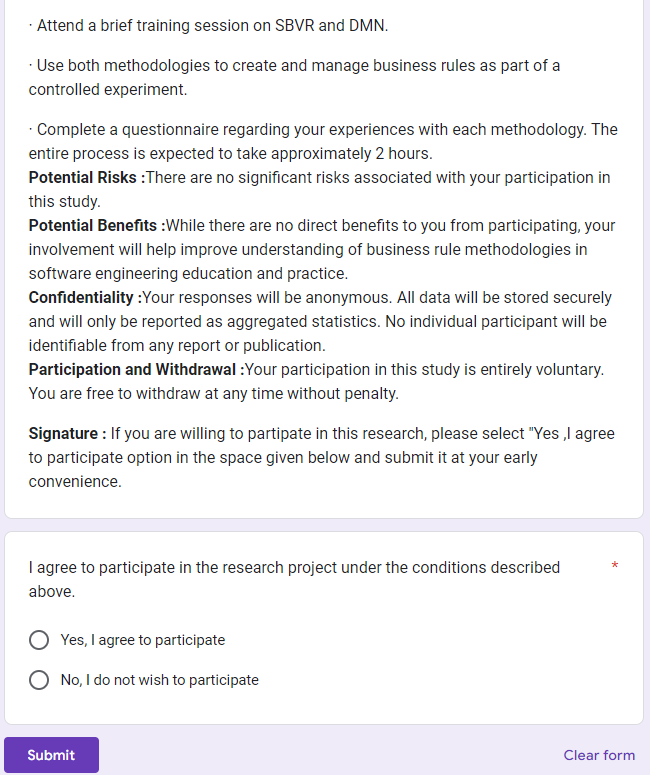 · Attend a brief training session on SBVR and DMN.
· Use both methodologies to create and manage business rules as part of a
controlled experiment.
· Complete a questionnaire regarding your experiences with each methodology. The
entire process is expected to take approximately 2 hours.
Potential Risks :There are no significant risks associated with your participation in
this study.
Potential Benefits :While there are no direct benefits to you from participating, your
involvement will help improve understanding of business rule methodologies in
software engineering education and practice.
Confidentiality :Your responses will be anonymous. All data will be stored securely
and will only be reported as aggregated statistics. No individual participant will be
identifiable from any report or publication.
Participation and Withdrawal :Your participation in this study is entirely voluntary.
You are free to withdraw at any time without penalty.
Signature : If you are willing to partipate in this research, please select "Yes ,I agree
to participate option in the space given below and submit it at your early
convenience.
I agree to participate in the research project under the conditions described *
above.
Yes, I agree to participate
No, I do not wish to participate
Submit
Clear form